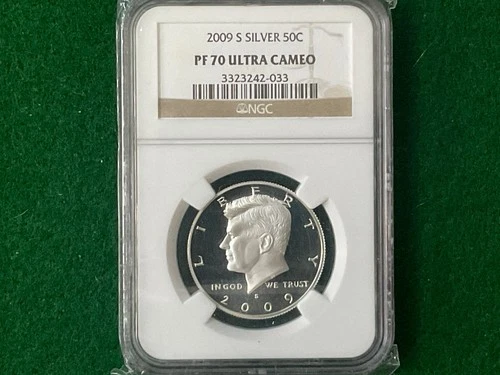 2009 S SILVER 50C
PF 70 ULTRA CAMEO
3323242-033
NGC
LIBERTY
IN GOD WE TRUST
S
2009